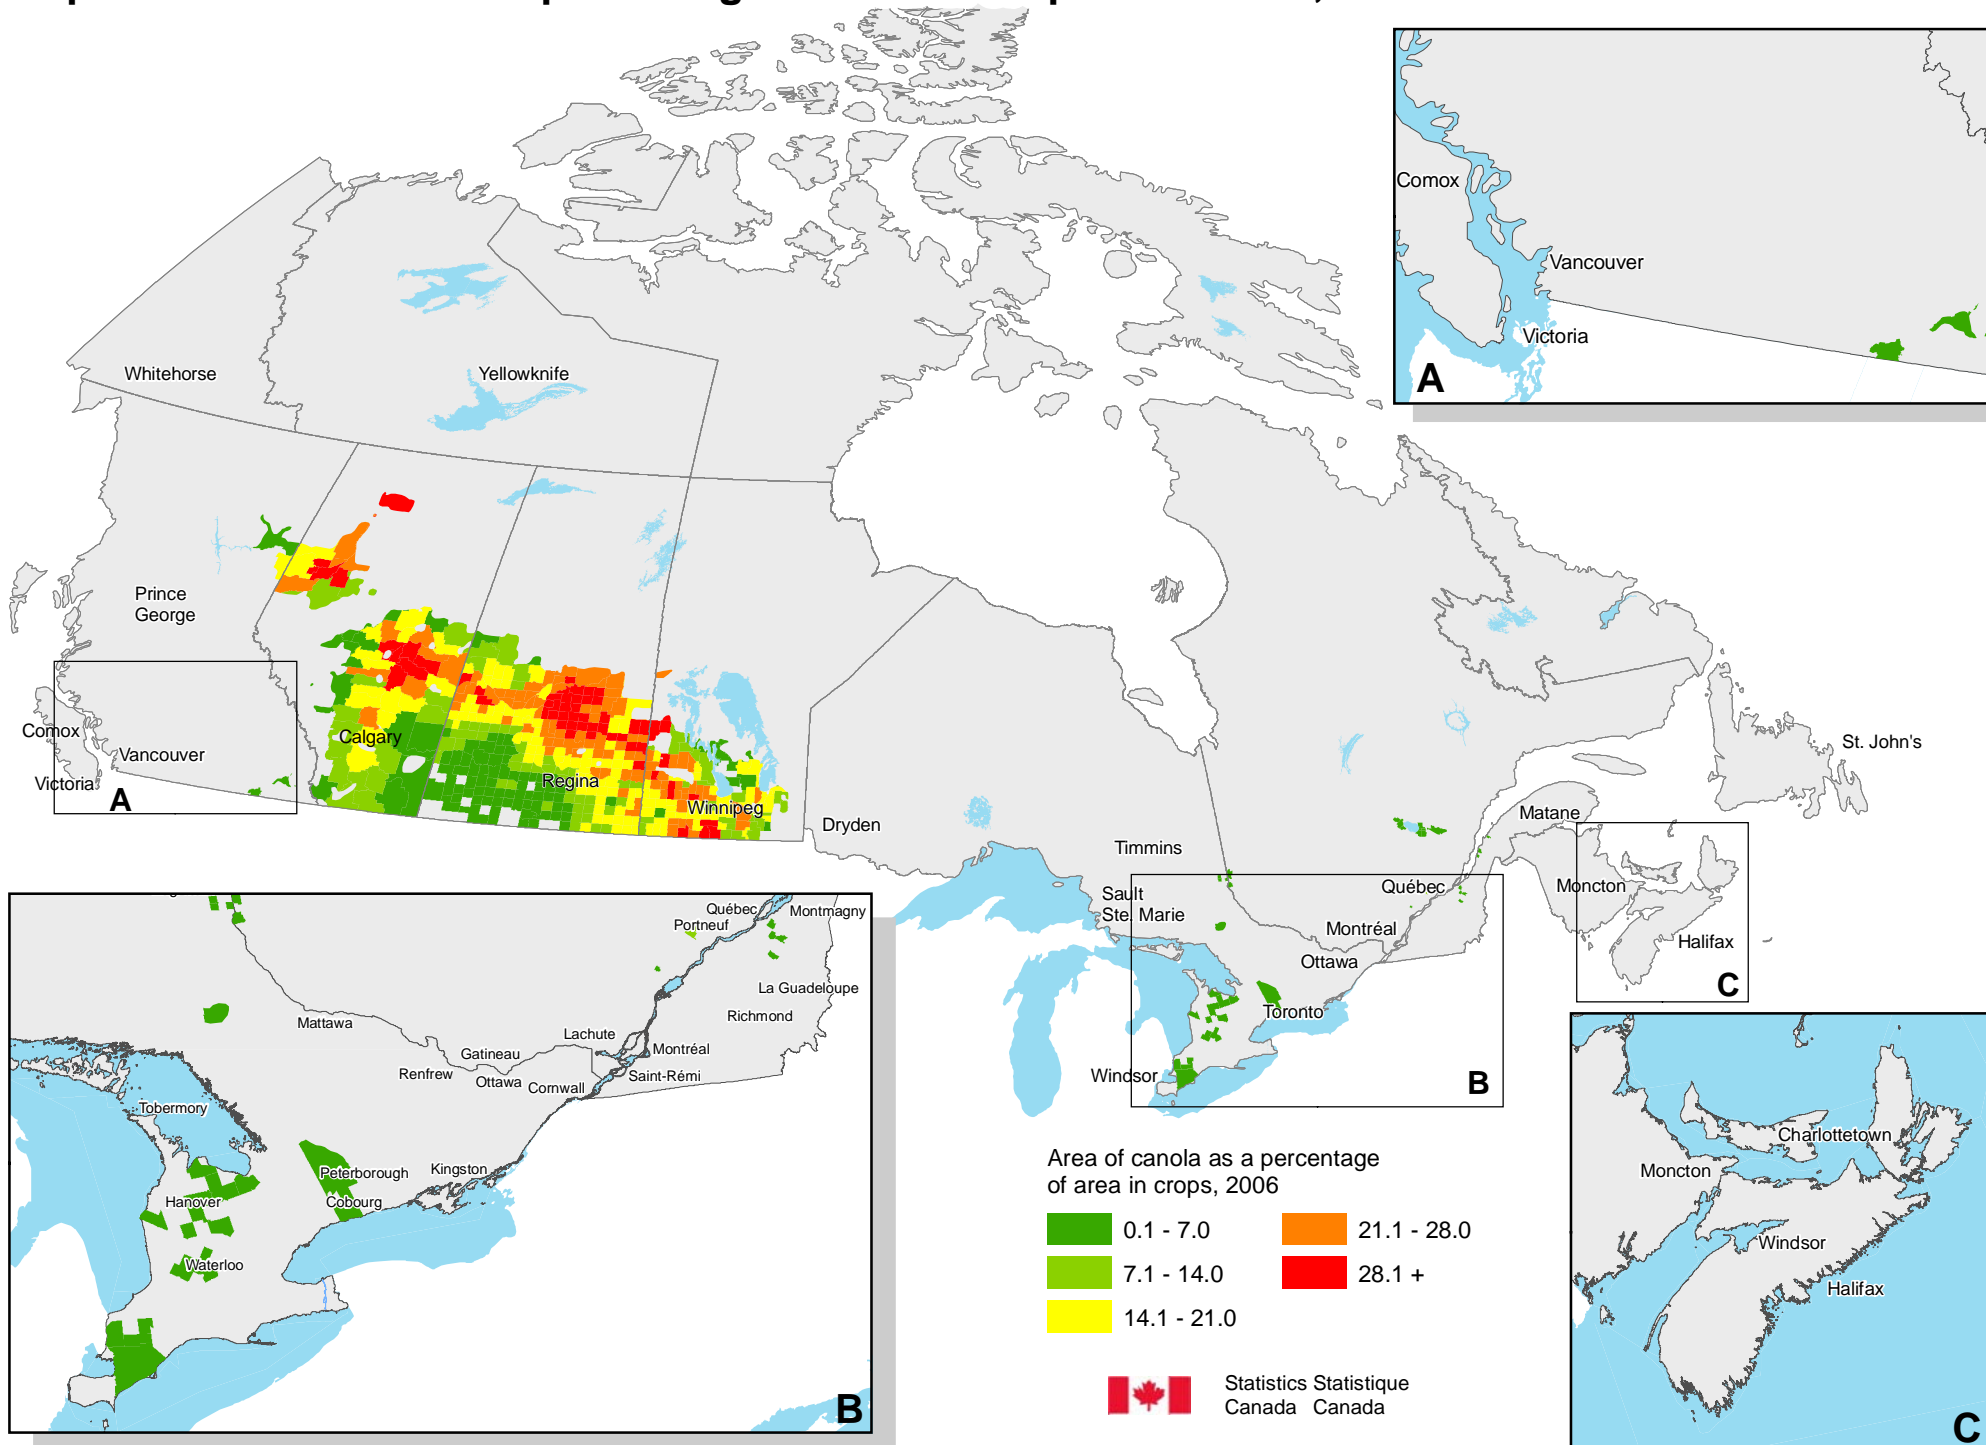 Comox
Vancouver
Victoria
A
Whitehorse
Yellowknife
Prince
George
Comox
Vancouver
Victoria
A
Calgary
Regina
Winnipeg
Dryden
Timmins
Sault
Ste. Marie
Québec
Montréal
Ottawa
Toronto
Windsor
B
Matane
Moncton
Halifax
C
St. John's
Québec
Montmagny
Portneuf
La Guadeloupe
Richmond
Mattawa
Lachute
Gatineau
Montréal
Renfrew
Ottawa
Cornwall
Saint-Rémi
Tobermory
Peterborough
Kingston
Hanover
Cobourg
Waterloo
B
Area of canola as a percentage
of area in crops, 2006
0.1 - 7.0
7.1 - 14.0
14.1 - 21.0
21.1 - 28.0
28.1 +
Statistics Statistique
Canada Canada
Charlottetown
Moncton
Windsor
Halifax
C